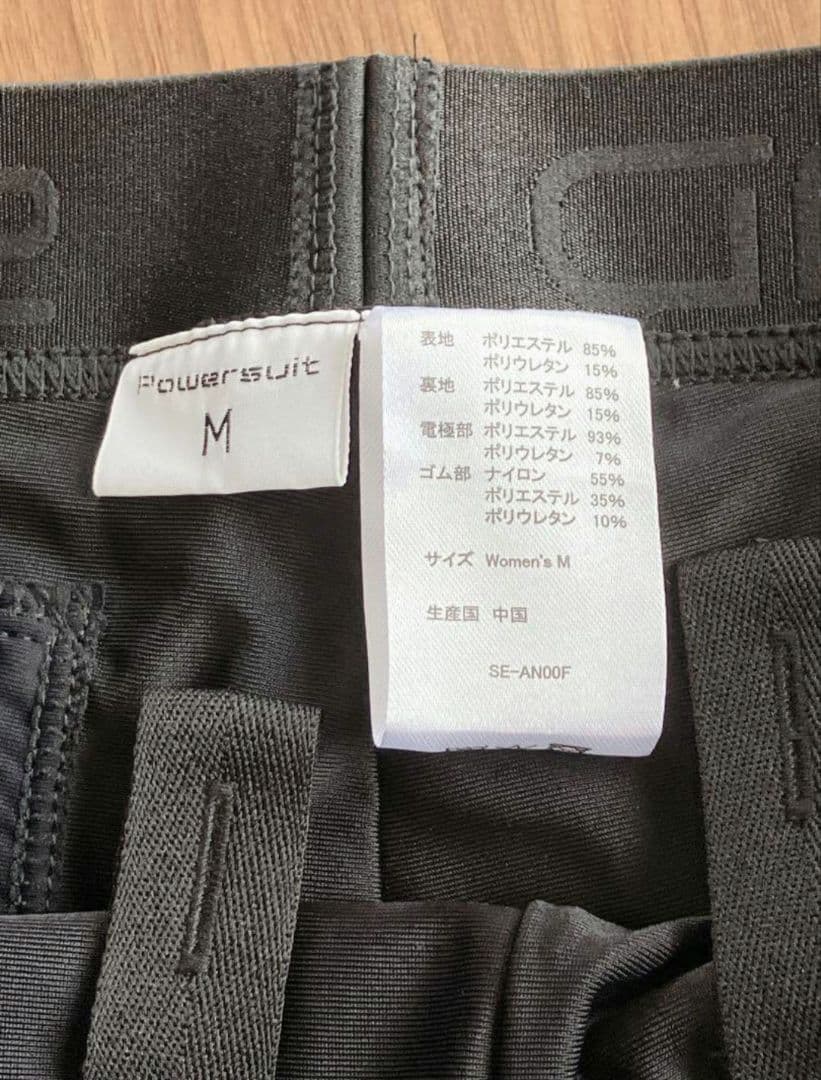 Powersuit
M
表地 ポリエステル 85%
ポリウレタン 15%
裏地 ポリエステル 85%
ポリウレタン 15%
電極部 ポリエステル 93%
ポリウレタン 7%
ゴム部 ナイロン 55%
ポリエステル 35%
ポリウレタン 10%
サイズ Women's M
生産国 中国
SE-AN00F